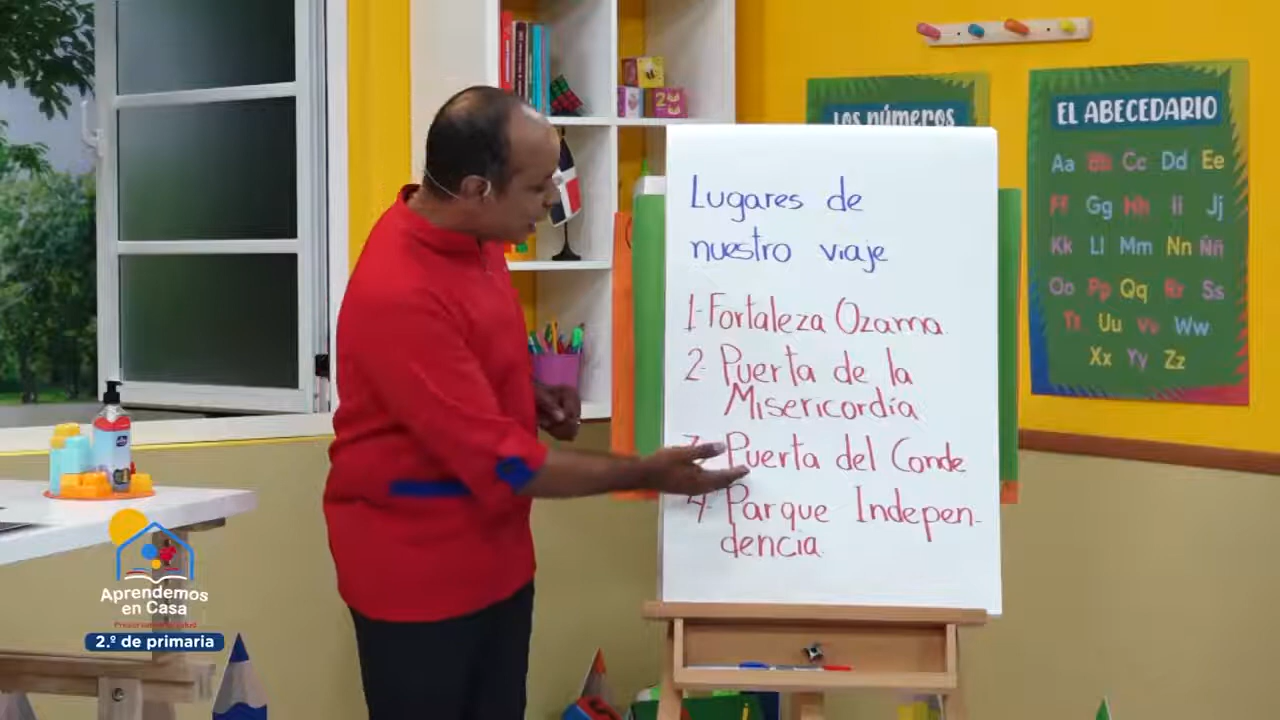 Lugares de
nuestro viaje
1-Fortaleza Ozama
2- Puerta de la
Misericordia
3- Puerta del Conde
4- Parque Indepen-
dencia
Los números
EL ABECEDARIO
Aa Bb Cc Dd Ee
Ff Gg Hh Ii Jj
Kk Ll Mm Nn Ññ
Oo Pp Qq Rr Ss
Tt Uu Vv Ww
Xx Yy Zz
2
Aprendemos
en Casa
2.º de primaria